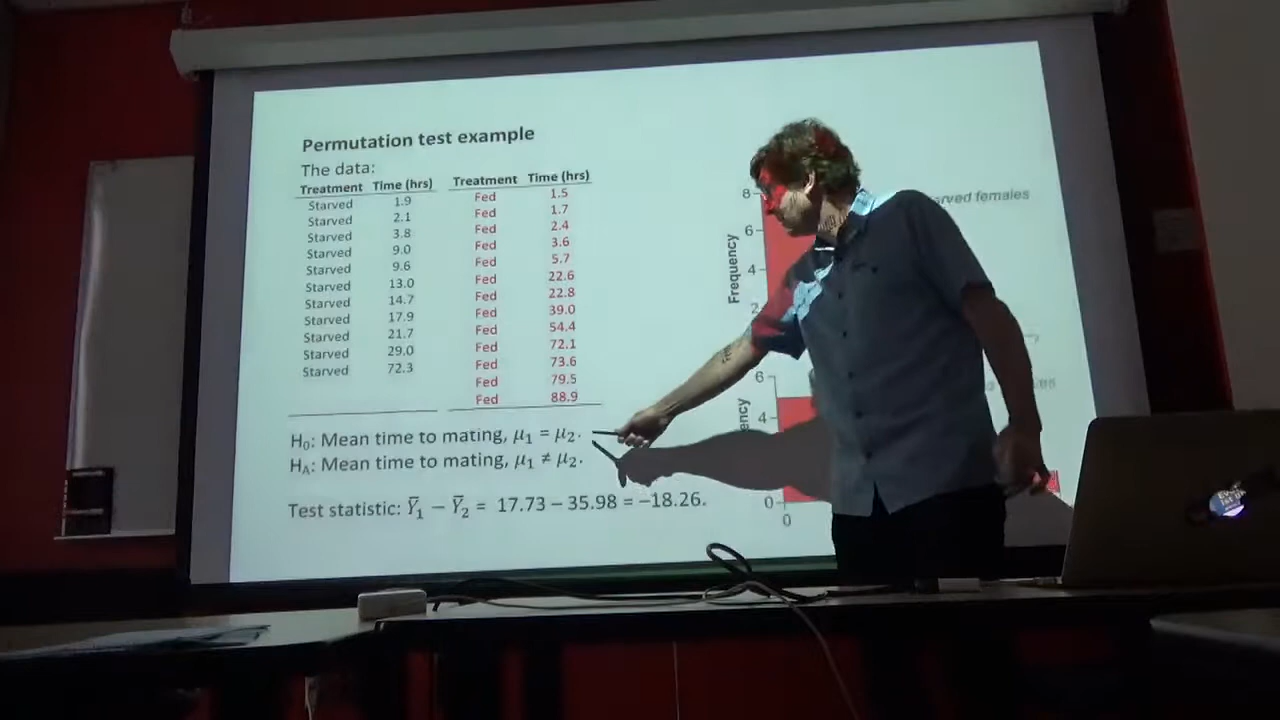 Permutation test example
The data:
Treatment Time (hrs) Treatment Time (hrs)
Starved 1.9 Fed 1.5
Starved 2.1 Fed 1.7
Starved 3.8 Fed 2.4
Starved 9.0 Fed 3.6
Starved 9.6 Fed 5.7
Starved 13.0 Fed 22.6
Starved 14.7 Fed 22.8
Starved 17.9 Fed 39.0
Starved 21.7 Fed 54.4
Starved 29.0 Fed 72.1
Starved 72.3 Fed 73.6
Fed 79.5
Fed 88.9
H₀: Mean time to mating, μ₁ = μ₂.
Hₐ: Mean time to mating, μ₁ ≠ μ₂.
Test statistic: Ȳ₁ − Ȳ₂ = 17.73 − 35.98 = −18.26.
females
Frequency
8
6
4
2
6
4
0
0